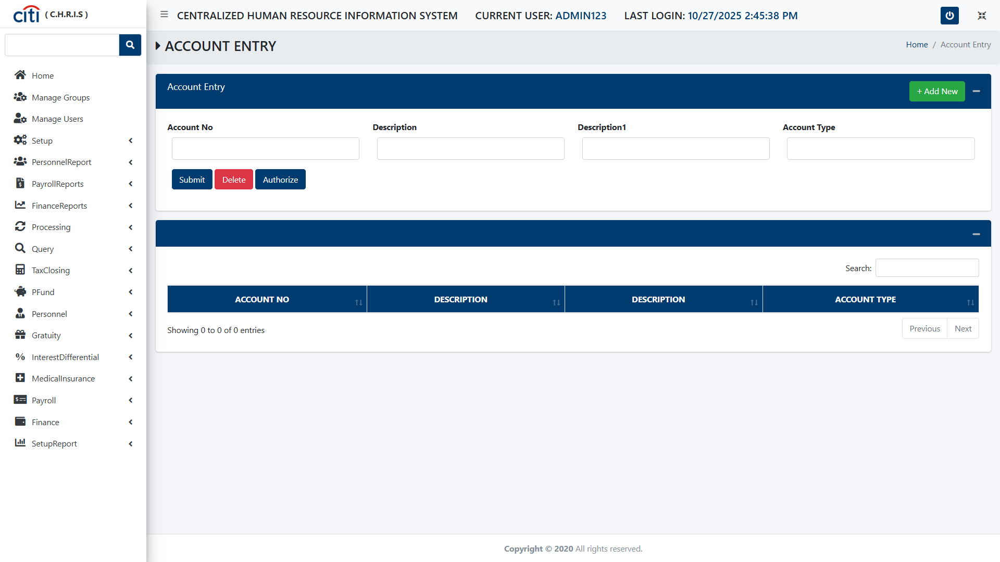 citi ( C.H.R.I.S )
CENTRALIZED HUMAN RESOURCE INFORMATION SYSTEM CURRENT USER: ADMIN123 LAST LOGIN: 10/27/2025 2:45:38 PM
ACCOUNT ENTRY
Home / Account Entry
Home
Manage Groups
Manage Users
Setup
PersonnelReport
PayrollReports
FinanceReports
Processing
Query
TaxClosing
PFund
Personnel
Gratuity
InterestDifferential
MedicalInsurance
Payroll
Finance
SetupReport
Account Entry
+ Add New
Account No Description Description1 Account Type
Submit Delete Authorize
Search:
ACCOUNT NO DESCRIPTION DESCRIPTION ACCOUNT TYPE
Showing 0 to 0 of 0 entries
Previous Next
Copyright © 2020 All rights reserved.